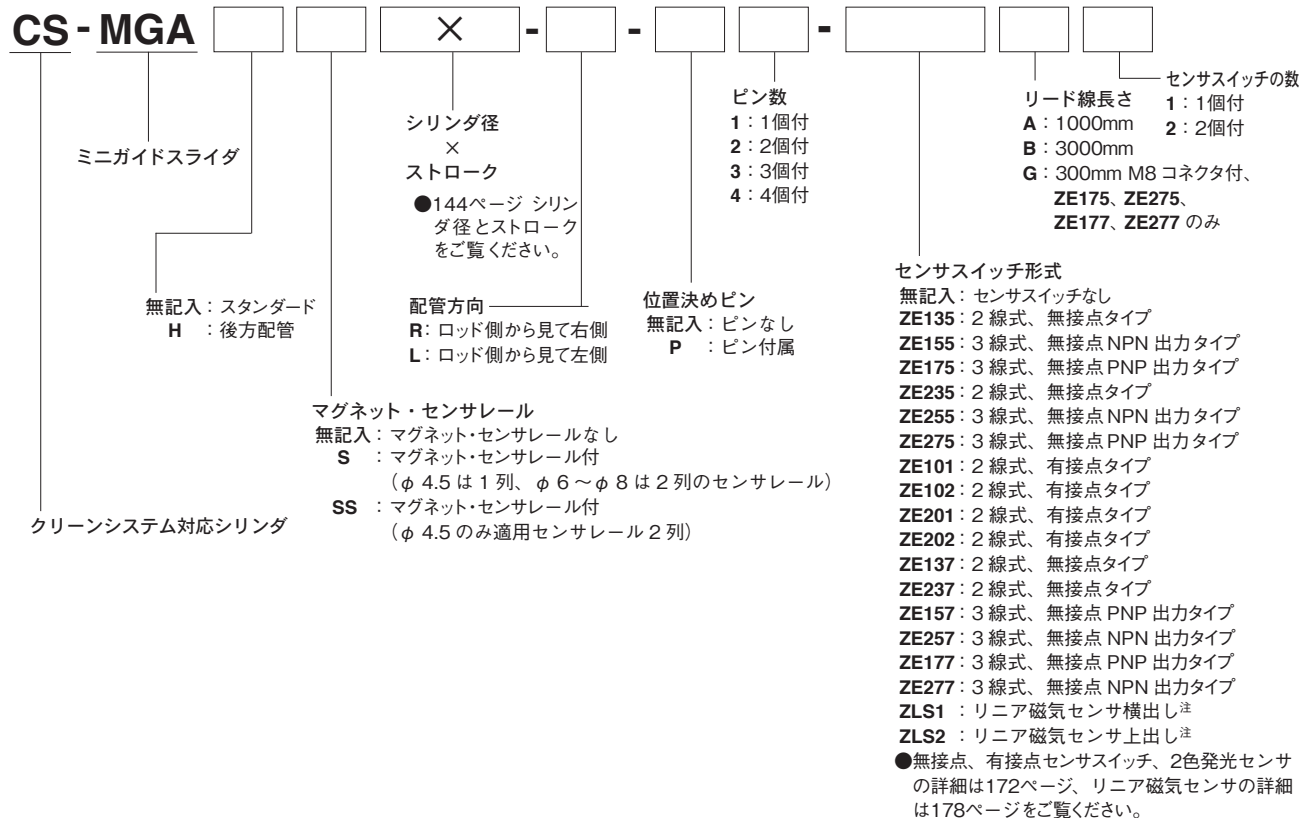 CS - MGA × - - -
センサスイッチの数
1：1個付
2：2個付
リード線長さ
A：1000mm
B：3000mm
G：300mm M8 コネクタ付、
ZE175、ZE275、
ZE177、ZE277 のみ
ピン数
1：1個付
2：2個付
3：3個付
4：4個付
シリンダ径
×
ストローク
●144ページ シリン
ダ径とストローク
をご覧ください。
ミニガイドスライダ
無記入：スタンダード
H ：後方配管
配管方向
R：ロッド側から見て右側
L：ロッド側から見て左側
位置決めピン
無記入：ピンなし
P ：ピン付属
マグネット・センサレール
無記入：マグネット・センサレールなし
S ：マグネット・センサレール付
（φ 4.5 は 1 列、φ 6～φ 8 は 2 列のセンサレール）
SS ：マグネット・センサレール付
（φ 4.5 のみ適用センサレール 2 列）
クリーンシステム対応シリンダ
センサスイッチ形式
無記入：センサスイッチなし
ZE135：2 線式、無接点タイプ
ZE155：3 線式、無接点 NPN 出力タイプ
ZE175：3 線式、無接点 PNP 出力タイプ
ZE235：2 線式、無接点タイプ
ZE255：3 線式、無接点 NPN 出力タイプ
ZE275：3 線式、無接点 PNP 出力タイプ
ZE101：2 線式、有接点タイプ
ZE102：2 線式、有接点タイプ
ZE201：2 線式、有接点タイプ
ZE202：2 線式、有接点タイプ
ZE137：2 線式、無接点タイプ
ZE237：2 線式、無接点タイプ
ZE157：3 線式、無接点 PNP 出力タイプ
ZE257：3 線式、無接点 NPN 出力タイプ
ZE177：3 線式、無接点 PNP 出力タイプ
ZE277：3 線式、無接点 NPN 出力タイプ
ZLS1 ：リニア磁気センサ横出し注
ZLS2 ：リニア磁気センサ上出し注
●無接点、有接点センサスイッチ、2色発光センサ
の詳細は172ページ、リニア磁気センサの詳細
は178ページをご覧ください。